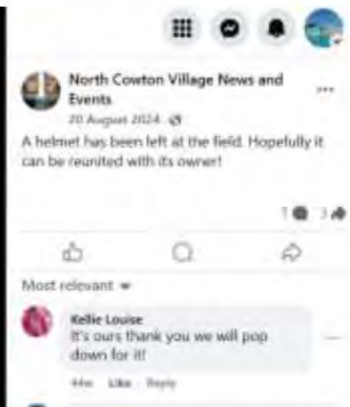 North Cowton Village News and
Events
20 August 2024
A helmet has been left at the field. Hopefully it
can be reunited with its owner!
1 3
Most relevant
Kellie Louise
It's ours thank you we will pop
down for it!
44w Like Reply